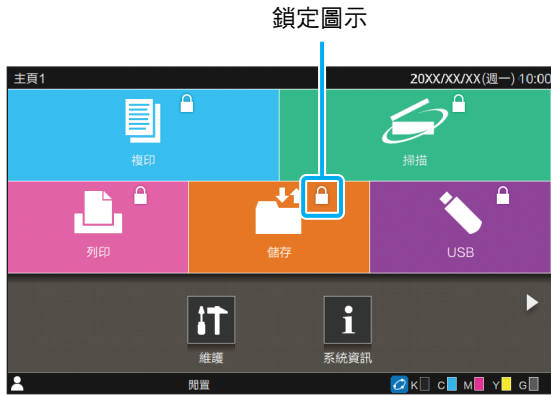 鎖定圖示
主頁1 20XX/XX/XX(週一) 10:00
複印 掃描
列印 儲存 USB
維護 系統資訊
閒置 K C M Y G